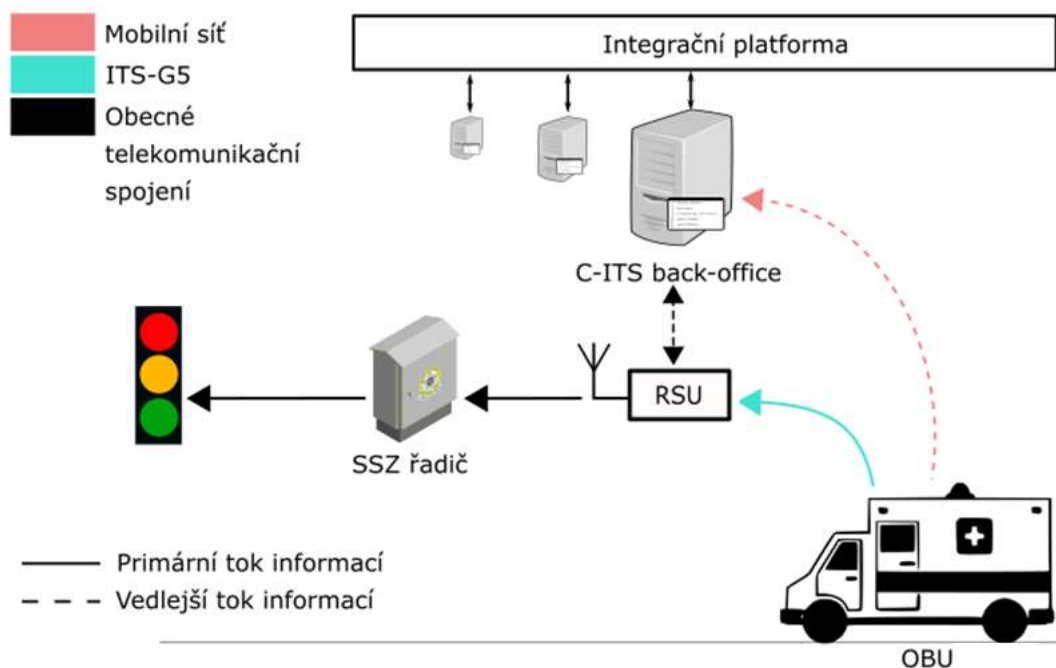 Mobilní síť
ITS-G5
Obecné
telekomunikační
spojení
Integrační platforma
C-ITS back-office
RSU
SSZ řadič
Primární tok informací
Vedlejší tok informací
OBU